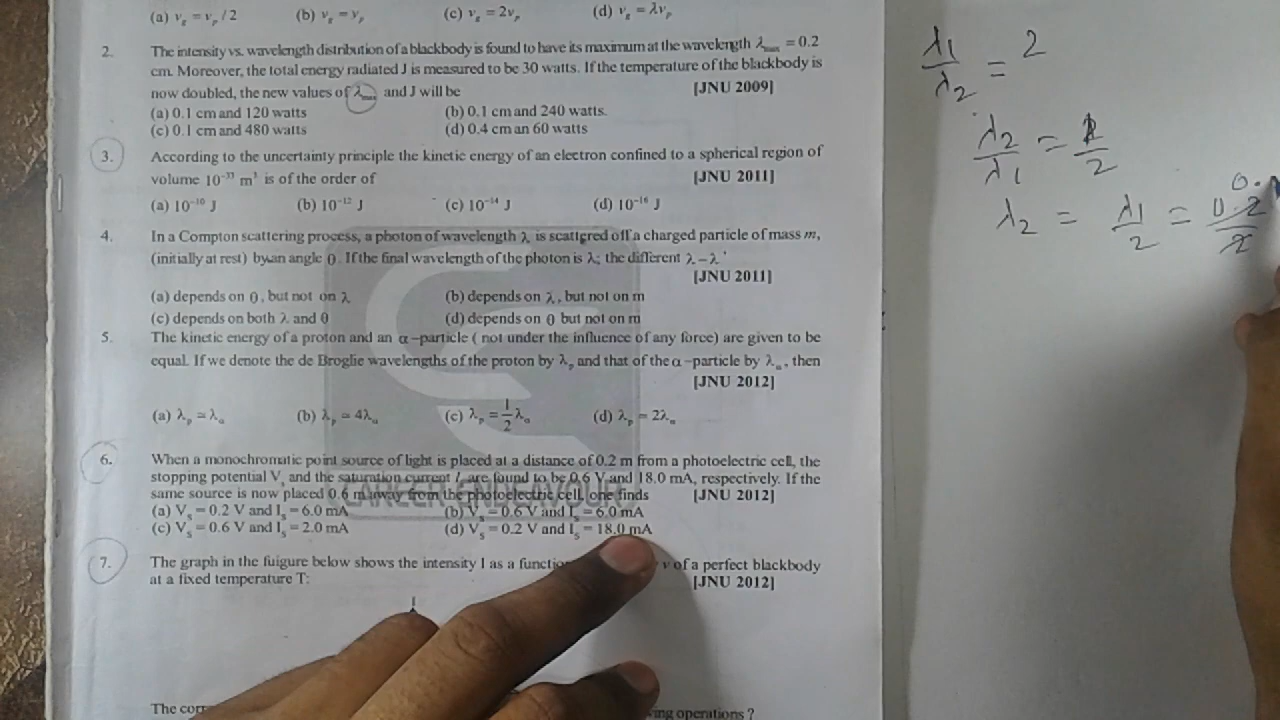 (a) v_g = v_p / 2 (b) v_g = v_p (c) v_g = 2v_p (d) v_g = λv_p
2. The intensity vs. wavelength distribution of a blackbody is found to have its maximum at the wavelength λ_max = 0.2
cm. Moreover, the total energy radiated J is measured to be 30 watts. If the temperature of the blackbody is
now doubled, the new values of λ_max and J will be [JNU 2009]
(a) 0.1 cm and 120 watts (b) 0.1 cm and 240 watts.
(c) 0.1 cm and 480 watts (d) 0.4 cm an 60 watts
3. According to the uncertainty principle the kinetic energy of an electron confined to a spherical region of
volume m³ is of the order of [JNU 2011]
(a) 10⁻¹⁰ J (b) 10⁻¹² J (c) 10⁻¹⁴ J (d) 10⁻¹⁶ J
4. In a Compton scattering process, a photon of wavelength λ is scattered off a charged particle of mass m,
(initially at rest) by an angle θ. If the final wavelength of the photon is λ; the different λ – λ '
[JNU 2011]
(a) depends on θ, but not on λ (b) depends on λ, but not on m
(c) depends on both λ and θ (d) depends on θ but not on m
5. The kinetic energy of a proton and an α–particle ( not under the influence of any force) are given to be
equal. If we denote the de Broglie wavelengths of the proton by λ_p and that of the α–particle by λ_α, then
[JNU 2012]
(a) λ_p = λ_α (b) λ_p = 4λ_α (c) λ_p = 1/2 λ_α (d) λ_p = 2λ_α
6. When a monochromatic point source of light is placed at a distance of 0.2 m from a photoelectric cell, the
stopping potential V, and the saturation current I, are found to be 0.6 V and 18.0 mA, respectively. If the
same source is now placed 0.6 m away from the photoelectric cell, one finds [JNU 2012]
CAREER ENDEAVOUR
(a) V_s = 0.2 V and I_s = 6.0 mA (b) V_s = 0.6 V and I_s = 6.0 mA
(c) V_s = 0.6 V and I_s = 2.0 mA (d) V_s = 0.2 V and I_s = 18.0 mA
7. The graph in the fuigure below shows the intensity I as a v of a perfect blackbody
at a fixed temperature T: [JNU 2012]
I
The operations ?
λ1/λ2 = 2
λ2/λ1 = 1/2
λ2 = λ1/2 = 0.2/2
0.